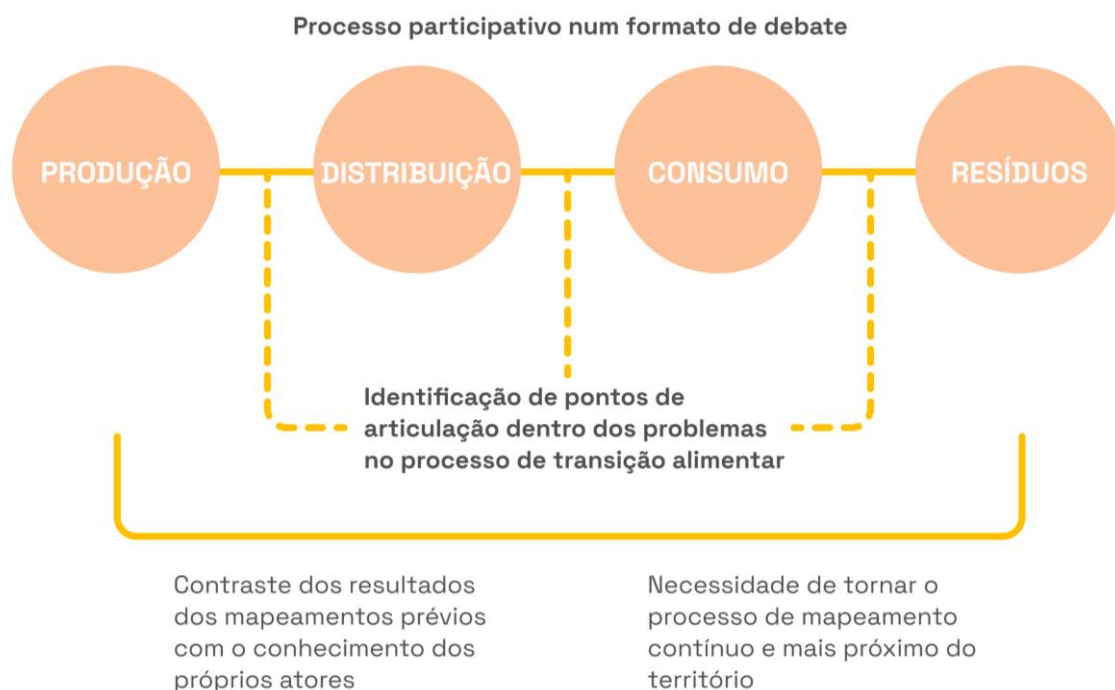 Processo participativo num formato de debate
PRODUÇÃO
DISTRIBUIÇÃO
CONSUMO
RESÍDUOS
Identificação de pontos de
articulação dentro dos problemas
no processo de transição alimentar
Contraste dos resultados
dos mapeamentos prévios
com o conhecimento dos
próprios atores
Necessidade de tornar o
processo de mapeamento
contínuo e mais próximo do
território